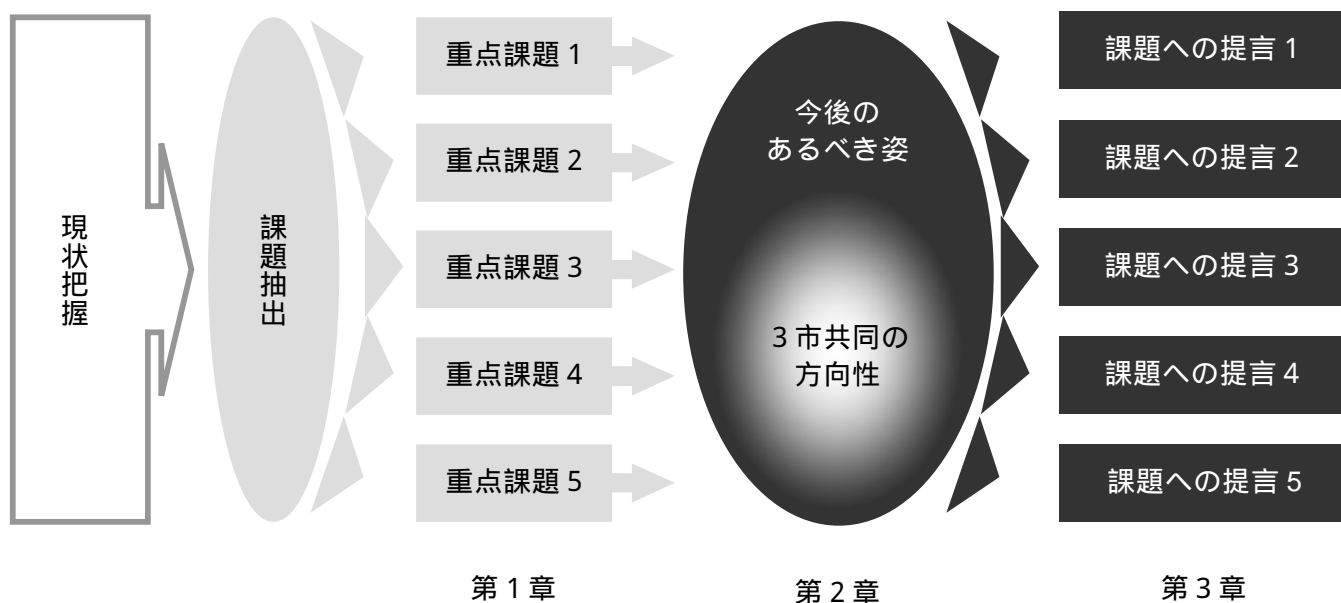 現状把握
課題抽出
重点課題 1
重点課題 2
重点課題 3
重点課題 4
重点課題 5
今後の
あるべき姿
3 市共同の
方向性
課題への提言 1
課題への提言 2
課題への提言 3
課題への提言 4
課題への提言 5
第 1 章
第 2 章
第 3 章